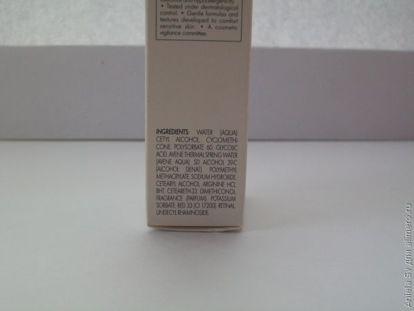 • Tested under dermatological
control. • Gentle formulas and
textures developed to comfort
sensitive skin. • A cosmetic
vigilance committee.
INGREDIENTS: WATER (AQUA).
CETYL ALCOHOL. CYCLOMETHI-
CONE. POLYSORBATE 60. GLYCOLIC
ACID. AVENE THERMAL SPRING WATER
(AVENE AQUA). SD ALCOHOL 39-C
(ALCOHOL DENAT). POLYMETHYL
METHACRYLATE. SODIUM HYDROXIDE.
CETEARYL ALCOHOL. ARGININE HCL.
BHT. CETEARETH-33. DIMETHICONOL.
FRAGRANCE (PARFUM). POTASSIUM
SORBATE. RED 33 (CI 17200). RETINAL.
UNDECYL RHAMNOSIDE.